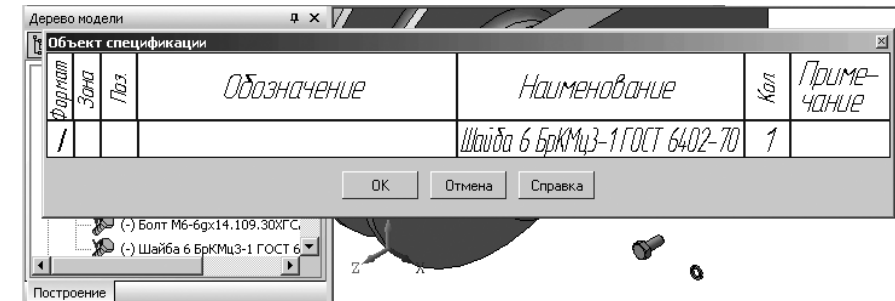 Дерево модели
Объект спецификации
Формат Зона Поз. Обозначение Наименование Кол. Приме-
чание
/ Шайба 6 БрКМц3-1 ГОСТ 6402-70 1
ОК Отмена Справка
(-) Болт М6-6gx14.109.30ХГС.
(-) Шайба 6 БрКМц3-1 ГОСТ 6
Z X
Построение